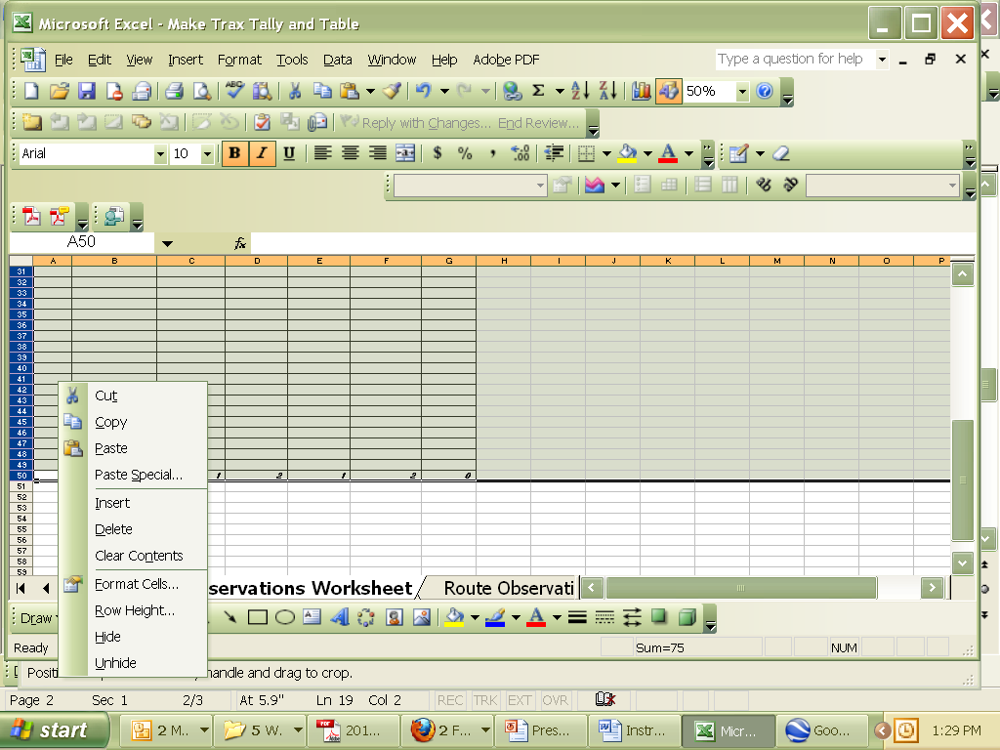 Microsoft Excel - Make Trax Tally and Table
File Edit View Insert Format Tools Data Window Help Adobe PDF
Type a question for help
50%
Reply with Changes... End Review...
Arial 10 B I U $ % ,
A50 fx
A B C D E F G H I J K L M N O P
31
32
33
34
35
36
37
38
39
40
41
42
43
44
45
46
47
48
49
50 1 2 1 2 0
51
52
53
54
55
56
57
58
59
Cut
Copy
Paste
Paste Special...
Insert
Delete
Clear Contents
Format Cells...
Row Height...
Hide
Unhide
servations Worksheet Route Observati
Draw
Ready Sum=75 NUM
Positi handle and drag to crop.
Page 2 Sec 1 2/3 At 5.9" Ln 19 Col 2 REC TRK EXT OVR
start 2 M... 5 W... 201... 2 F... Pres... Instr... Micr... Goo... 1:29 PM